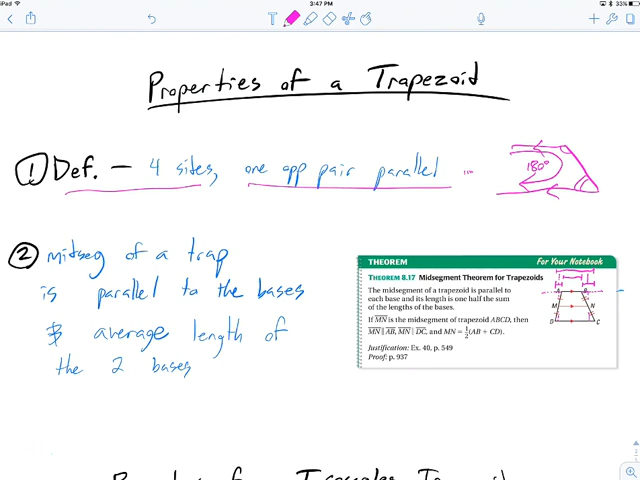 iPad
3:47 PM
33%
Properties of a Trapezoid
① Def. — 4 sites, one opp pair parallel ...
180°
② midseg of a trap
is parallel to the bases
& average length of
the 2 bases
THEOREM
For Your Notebook
THEOREM 8.17 Midsegment Theorem for Trapezoids
The midsegment of a trapezoid is parallel to
each base and its length is one half the sum
of the lengths of the bases.
If MN is the midsegment of trapezoid ABCD, then
MN ∥ AB, MN ∥ DC, and MN = 1/2(AB + CD).
Justification: Ex. 40, p. 549
Proof: p. 937
A B
M N
D C